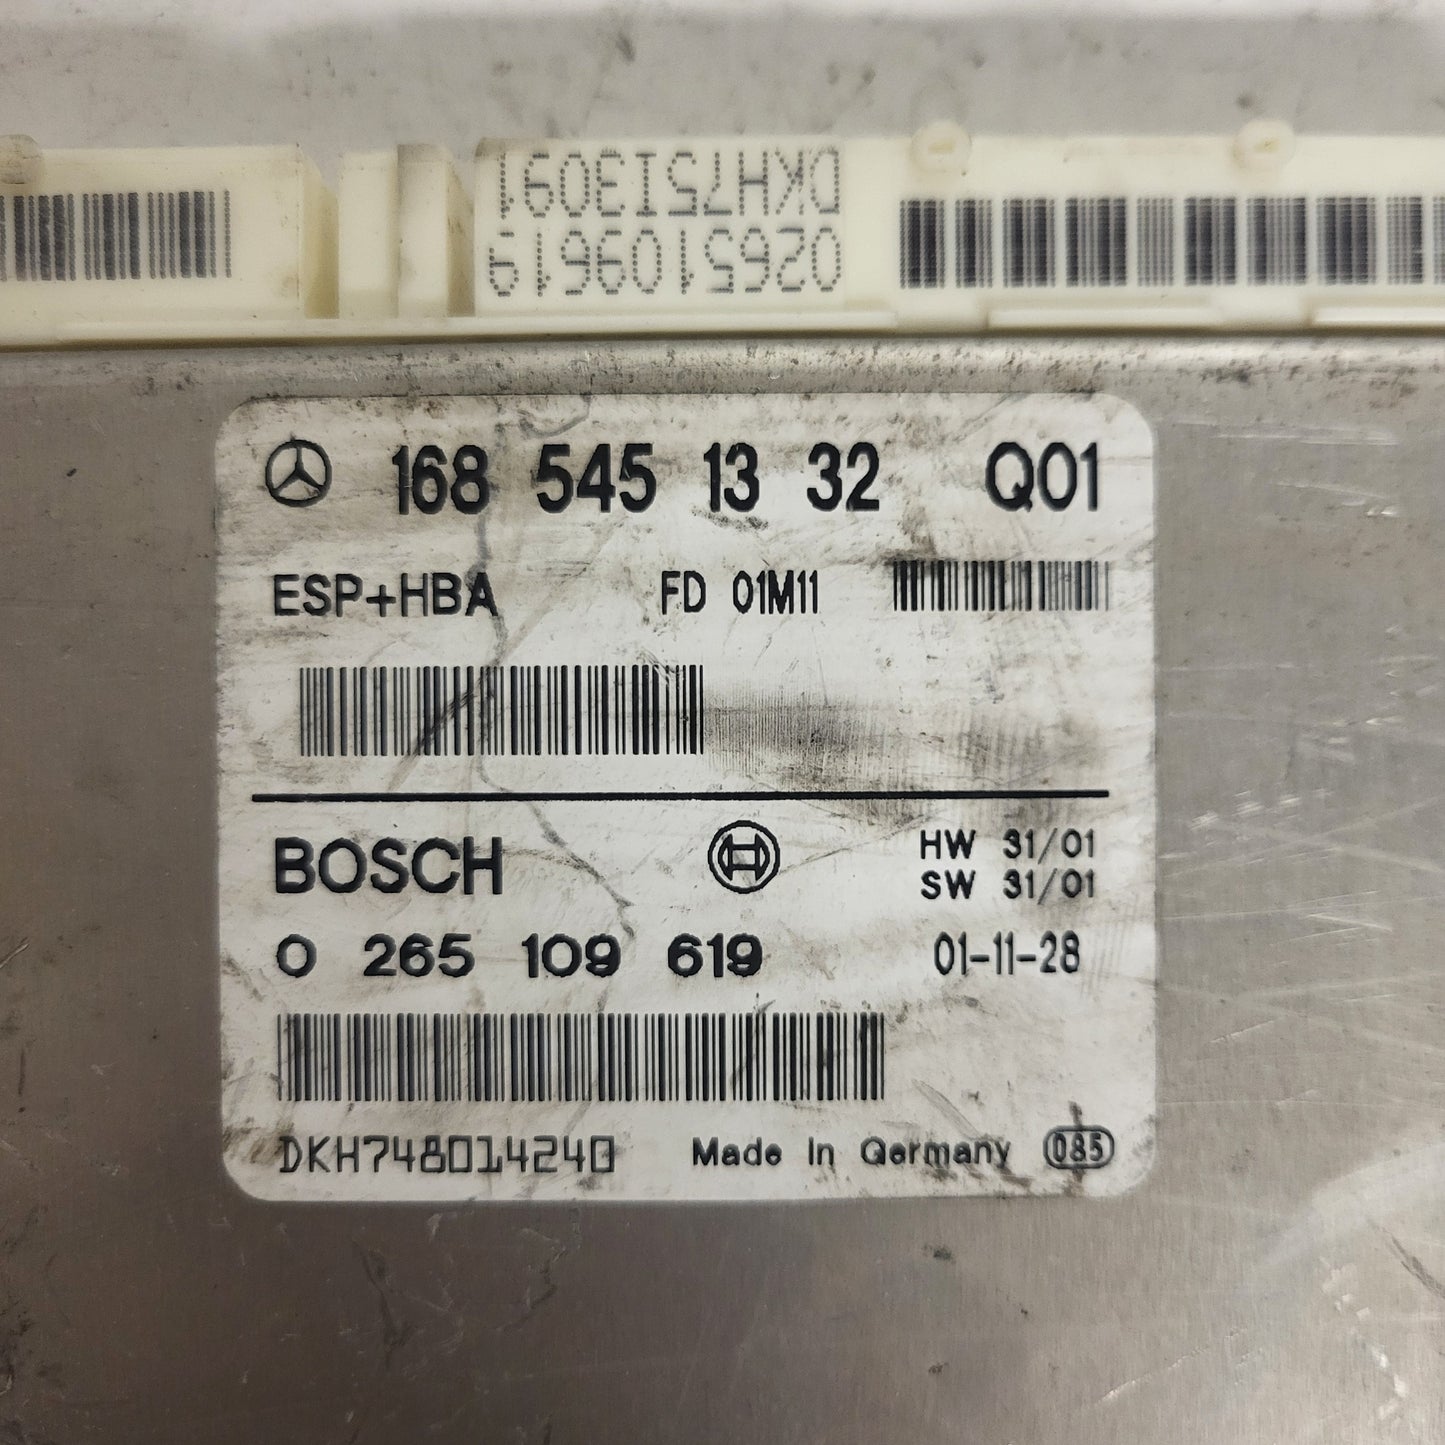 DKH75I3091
0265109619
168 545 13 32 Q01
ESP+HBA FD 01M11
BOSCH HW 31/01
SW 31/01
0 265 109 619 01-11-28
DKH748014240 Made in Germany 085